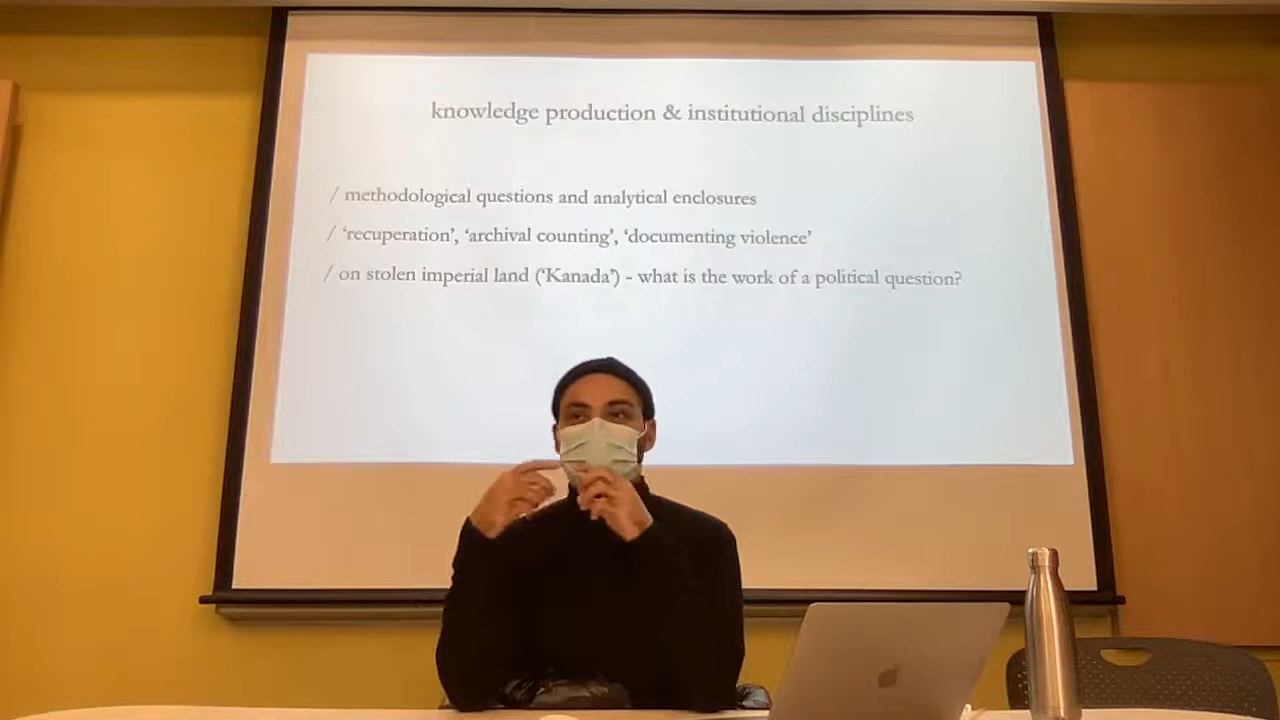 knowledge production & institutional disciplines
/ methodological questions and analytical enclosures
/ ‘recuperation’, ‘archival counting’, ‘documenting violence’
/ on stolen imperial land (‘Kanada’) - what is the work of a political question?